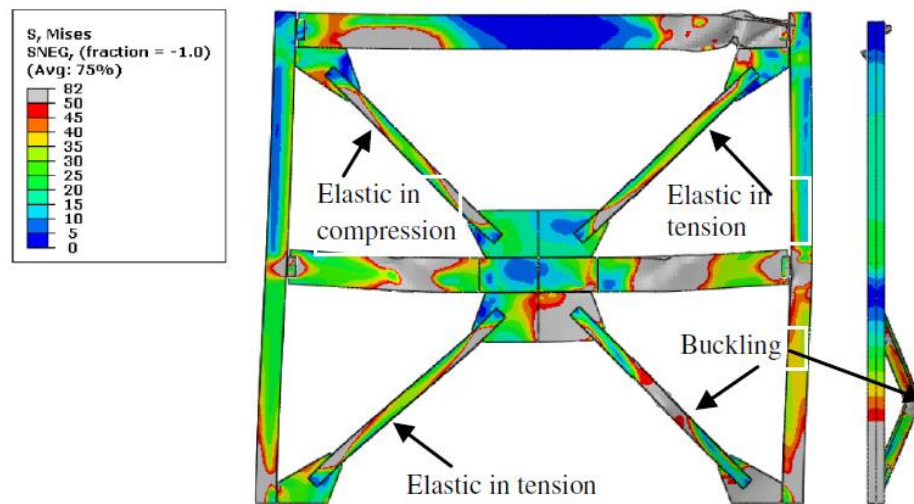 S, Mises
SNEG, (fraction = -1.0)
(Avg: 75%)
82
50
45
40
35
30
25
20
15
10
5
0
Elastic in
compression
Elastic in
tension
Buckling
Elastic in tension